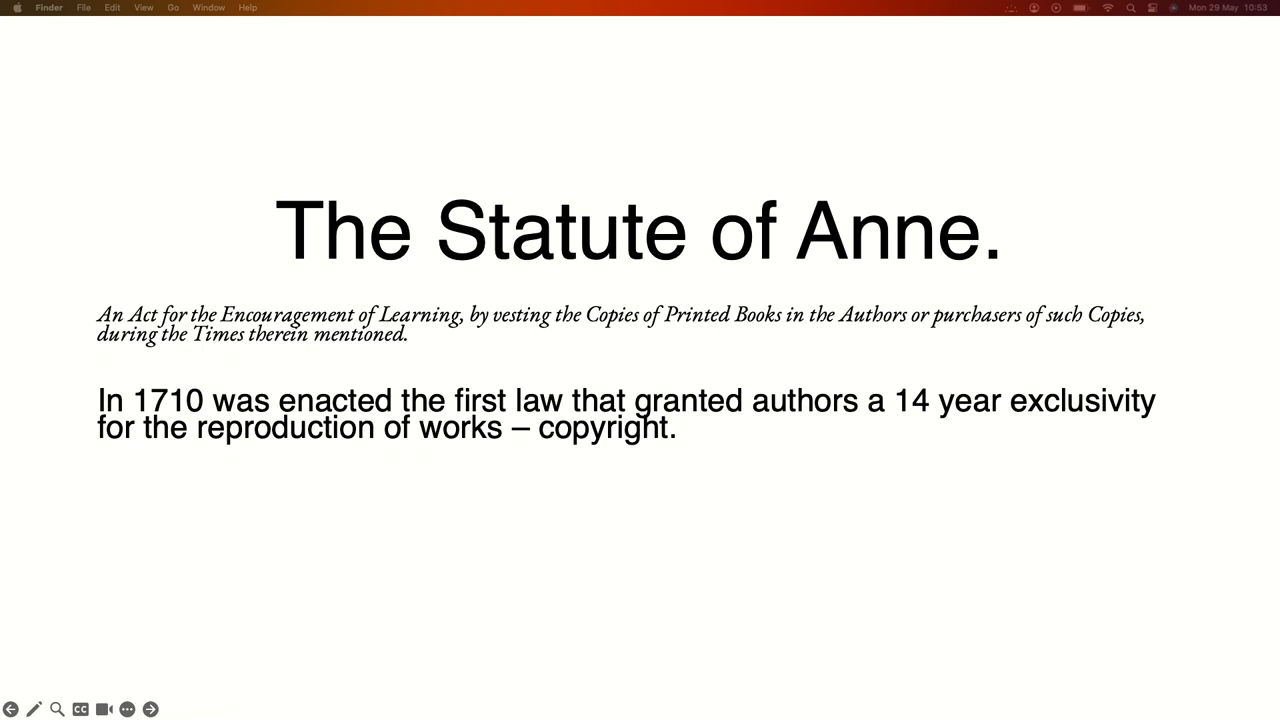 Finder File Edit View Go Window Help Mon 29 May 10:53
The Statute of Anne.
An Act for the Encouragement of Learning, by vesting the Copies of Printed Books in the Authors or purchasers of such Copies,
during the Times therein mentioned.
In 1710 was enacted the first law that granted authors a 14 year exclusivity
for the reproduction of works – copyright.
CC